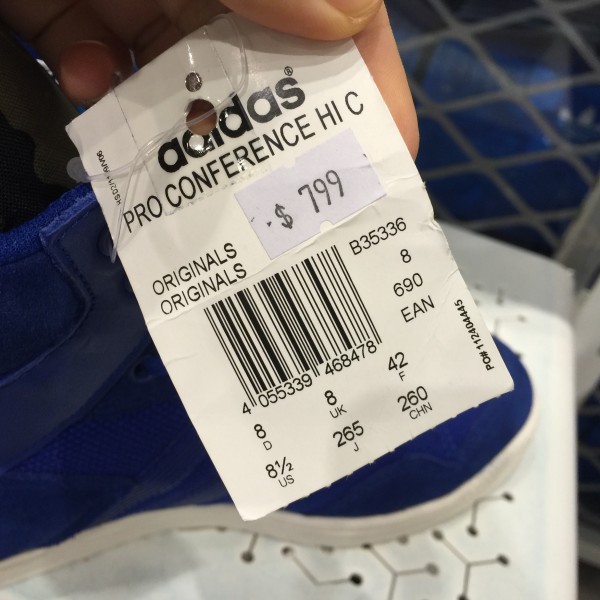 adidas®
PRO CONFERENCE HI C
$ 799
ORIGINALS
ORIGINALS
B35336
8
690
EAN
4 055339 468478
8 D
8 UK
42 F
8½ US
265 J
260 CHN
PO# 112404445